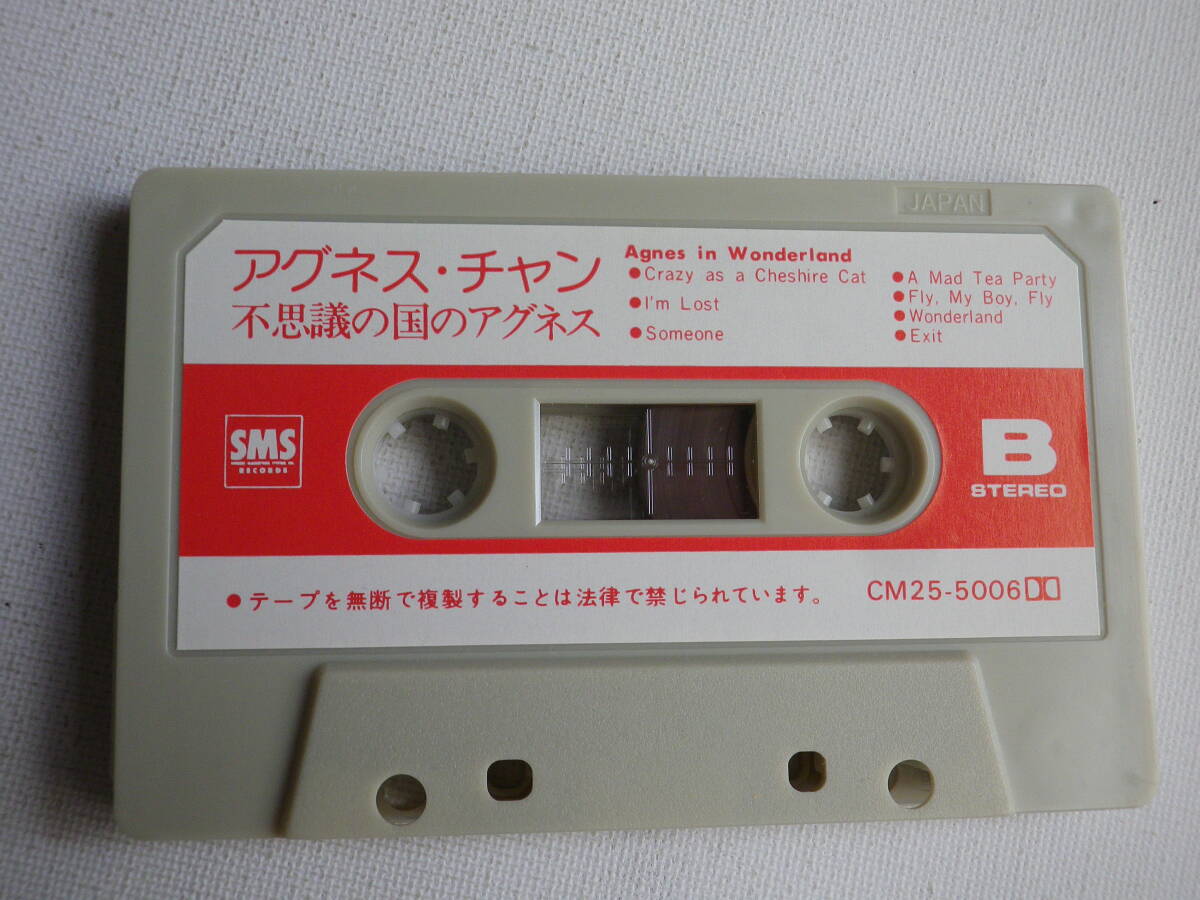 JAPAN
アグネス・チャン
不思議の国のアグネス
Agnes in Wonderland
●Crazy as a Cheshire Cat
●I'm Lost
●Someone
●A Mad Tea Party
●Fly, My Boy, Fly
●Wonderland
●Exit
SMS
RECORDS
B
STEREO
●テープを無断で複製することは法律で禁じられています。
CM25-5006